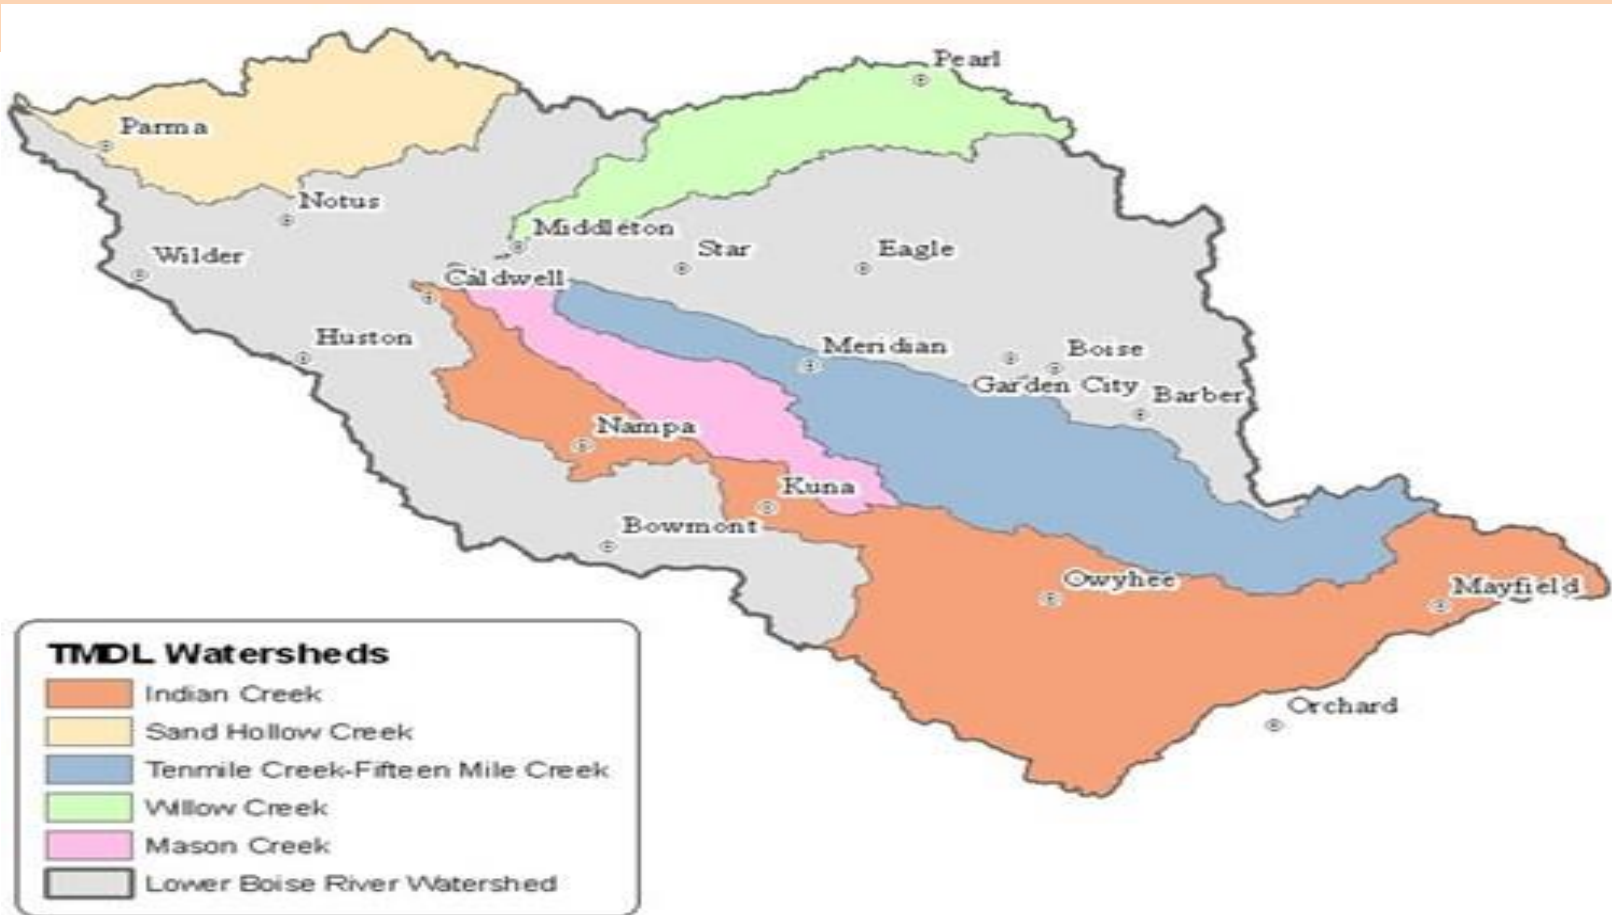 Pearl
Parma
Notus
Middleton
Wilder
Star
Eagle
Caldwell
Huston
Meridian
Boise
Garden City
Barber
Nampa
Kuna
Bowmont
Owyhee
Mayfield
Orchard
TMDL Watersheds
Indian Creek
Sand Hollow Creek
Tenmile Creek-Fifteen Mile Creek
Willow Creek
Mason Creek
Lower Boise River Watershed